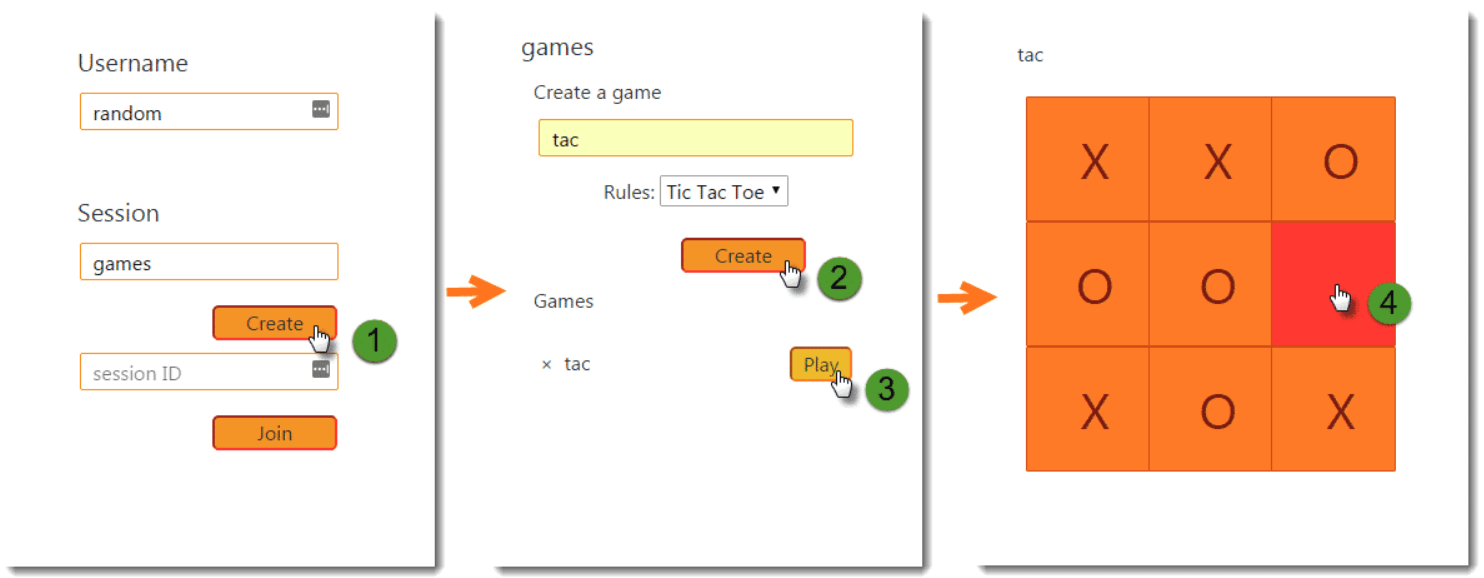 Username
random
Session
games
Create
1
session ID
Join
games
Create a game
tac
Rules: Tic Tac Toe
Create
2
Games
× tac Play
3
tac
X X O
O O
4
X O X